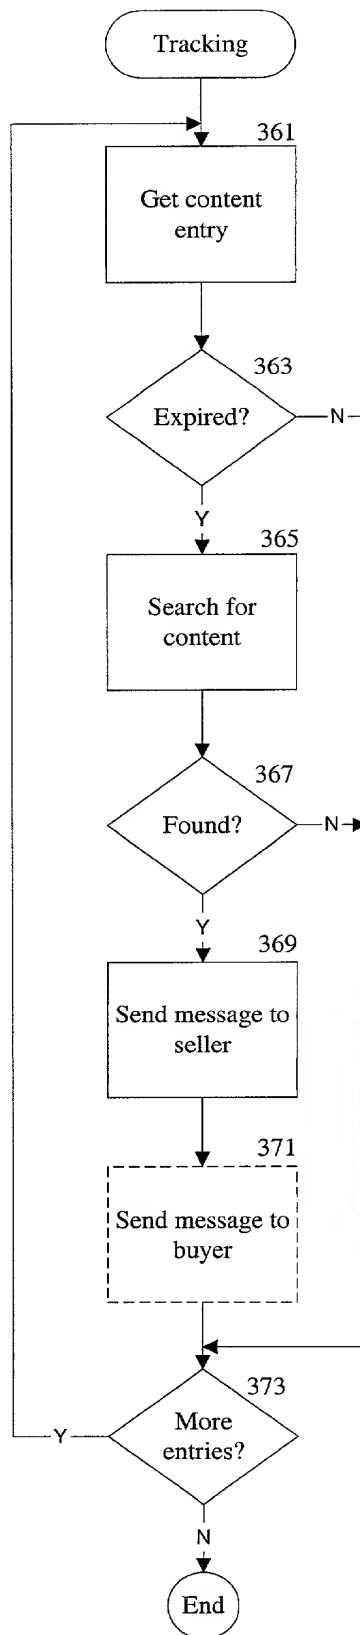 Tracking
361
Get content
entry
363
Expired?
N
Y
365
Search for
content
367
Found?
N
Y
369
Send message to
seller
371
Send message to
buyer
373
More
entries?
Y
N
End